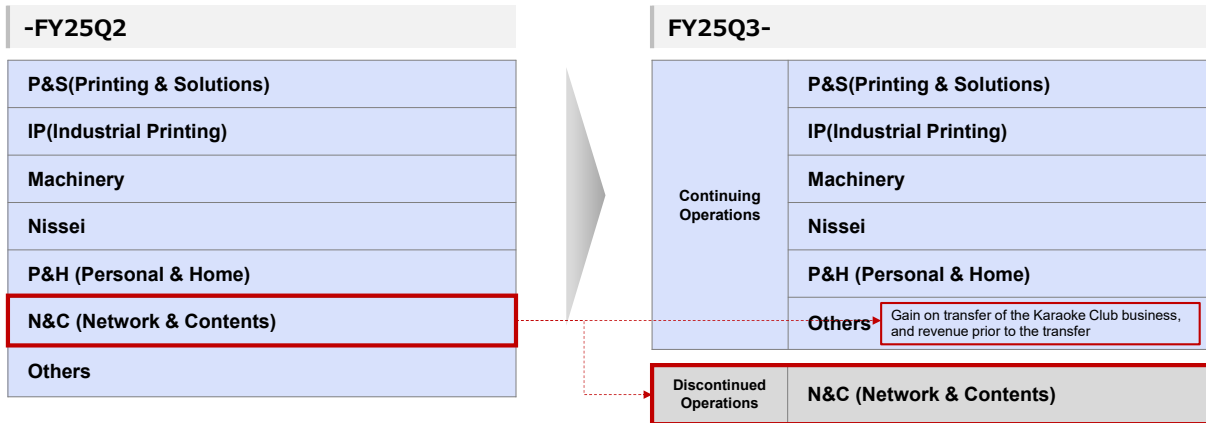 -FY25Q2
P&S(Printing & Solutions)
IP(Industrial Printing)
Machinery
Nissei
P&H (Personal & Home)
N&C (Network & Contents)
Others
FY25Q3-
Continuing
Operations
P&S(Printing & Solutions)
IP(Industrial Printing)
Machinery
Nissei
P&H (Personal & Home)
Others
Gain on transfer of the Karaoke Club business,
and revenue prior to the transfer
Discontinued
Operations
N&C (Network & Contents)